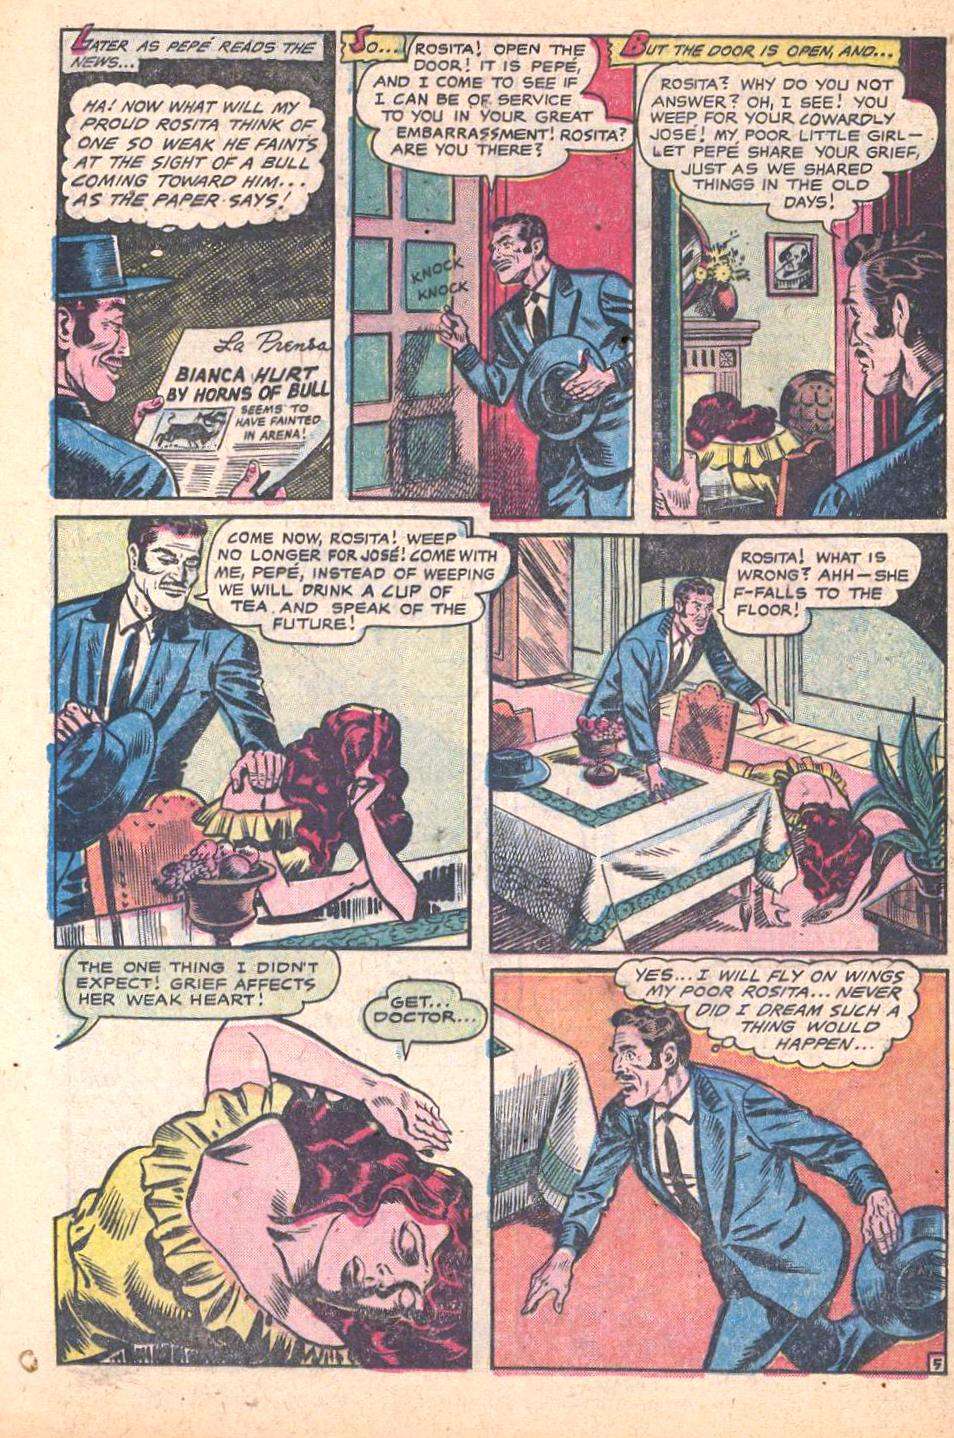 LATER AS PEPÉ READS THE
NEWS...
HA! NOW WHAT WILL MY
PROUD ROSITA THINK OF
ONE SO WEAK HE FAINTS
AT THE SIGHT OF A BULL
COMING TOWARD HIM...
AS THE PAPER SAYS!
La Prensa
BIANCA HURT
BY HORNS OF BULL
SEEMS TO
HAVE FAINTED
IN ARENA!
SO...
ROSITA! OPEN THE
DOOR! IT IS PEPÉ,
AND I COME TO SEE IF
I CAN BE OF SERVICE
TO YOU IN YOUR GREAT
EMBARRASSMENT! ROSITA?
ARE YOU THERE?
KNOCK
KNOCK
BUT THE DOOR IS OPEN, AND...
ROSITA? WHY DO YOU NOT
ANSWER? OH, I SEE! YOU
WEEP FOR YOUR COWARDLY
JOSÉ! MY POOR LITTLE GIRL—
LET PEPÉ SHARE YOUR GRIEF,
JUST AS WE SHARED
THINGS IN THE OLD
DAYS!
COME NOW, ROSITA! WEEP
NO LONGER FOR JOSÉ! COME WITH
ME, PEPÉ, INSTEAD OF WEEPING
WE WILL DRINK A CUP OF
TEA AND SPEAK OF THE
FUTURE!
ROSITA! WHAT IS
WRONG? AHH—SHE
F-FALLS TO THE
FLOOR!
THE ONE THING I DIDN'T
EXPECT! GRIEF AFFECTS
HER WEAK HEART!
GET...
DOCTOR...
YES...I WILL FLY ON WINGS
MY POOR ROSITA... NEVER
DID I DREAM SUCH A
THING WOULD
HAPPEN...
5